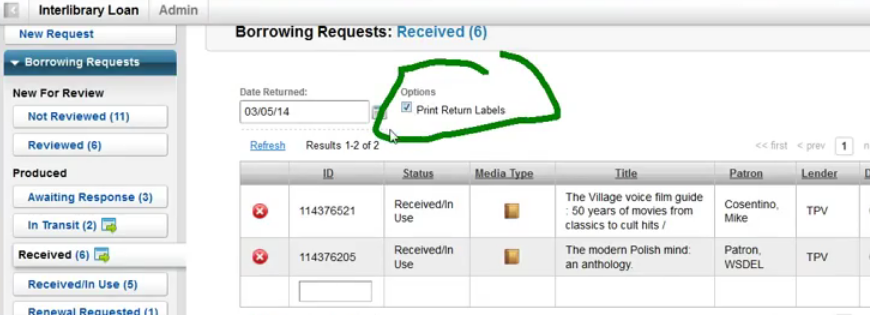 Interlibrary Loan Admin
New Request
Borrowing Requests
New For Review
Not Reviewed (11)
Reviewed (6)
Produced
Awaiting Response (3)
In Transit (2)
Received (6)
Received/In Use (5)
Renewal Requested (1)
Borrowing Requests: Received (6)
Date Returned:
03/05/14
Options
Print Return Labels
Refresh Results 1-2 of 2
<< first < prev 1
ID Status Media Type Title Patron Lender
114376521 Received/In Use The Village voice film guide : 50 years of movies from classics to cult hits / Cosentino, Mike TPV
114376205 Received/In Use The modern Polish mind: an anthology. Patron, WSDEL TPV